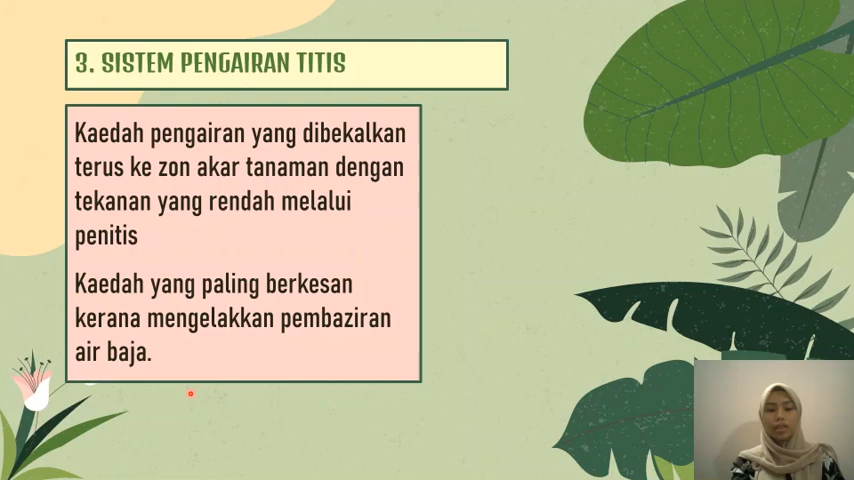 3. SISTEM PENGAIRAN TITIS
Kaedah pengairan yang dibekalkan
terus ke zon akar tanaman dengan
tekanan yang rendah melalui
penitis
Kaedah yang paling berkesan
kerana mengelakkan pembaziran
air baja.